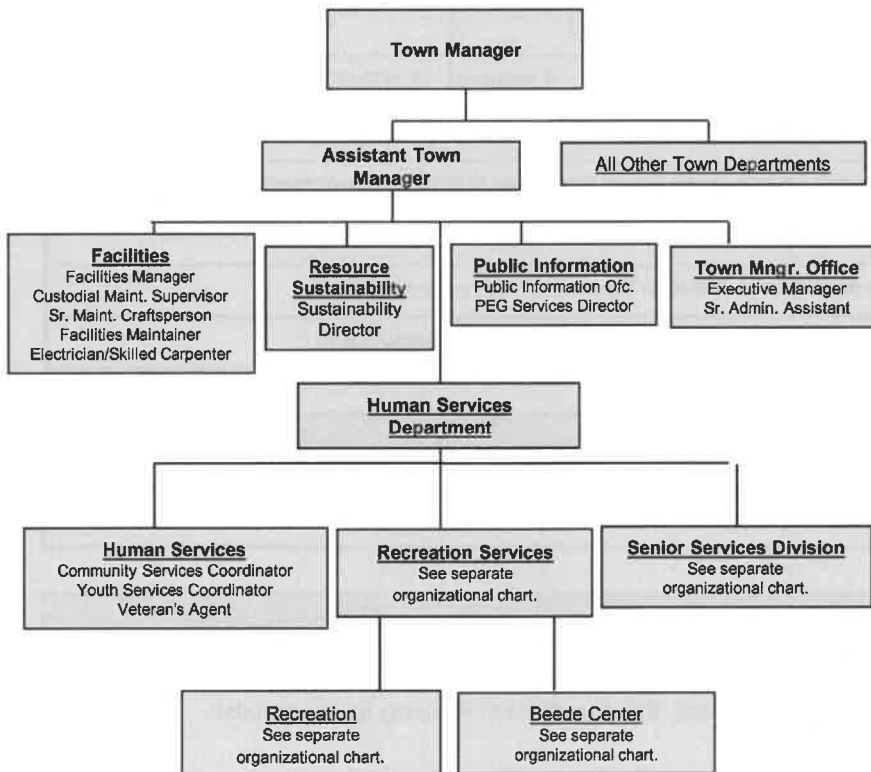 Town Manager
Assistant Town
Manager
All Other Town Departments
Facilities
Facilities Manager
Custodial Maint. Supervisor
Sr. Maint. Craftsperson
Facilities Maintainer
Electrician/Skilled Carpenter
Resource
Sustainability
Sustainability
Director
Public Information
Public Information Ofc.
PEG Services Director
Town Mngr. Office
Executive Manager
Sr. Admin. Assistant
Human Services
Department
Human Services
Community Services Coordinator
Youth Services Coordinator
Veteran's Agent
Recreation Services
See separate
organizational chart.
Senior Services Division
See separate
organizational chart.
Recreation
See separate
organizational chart.
Beede Center
See separate
organizational chart.